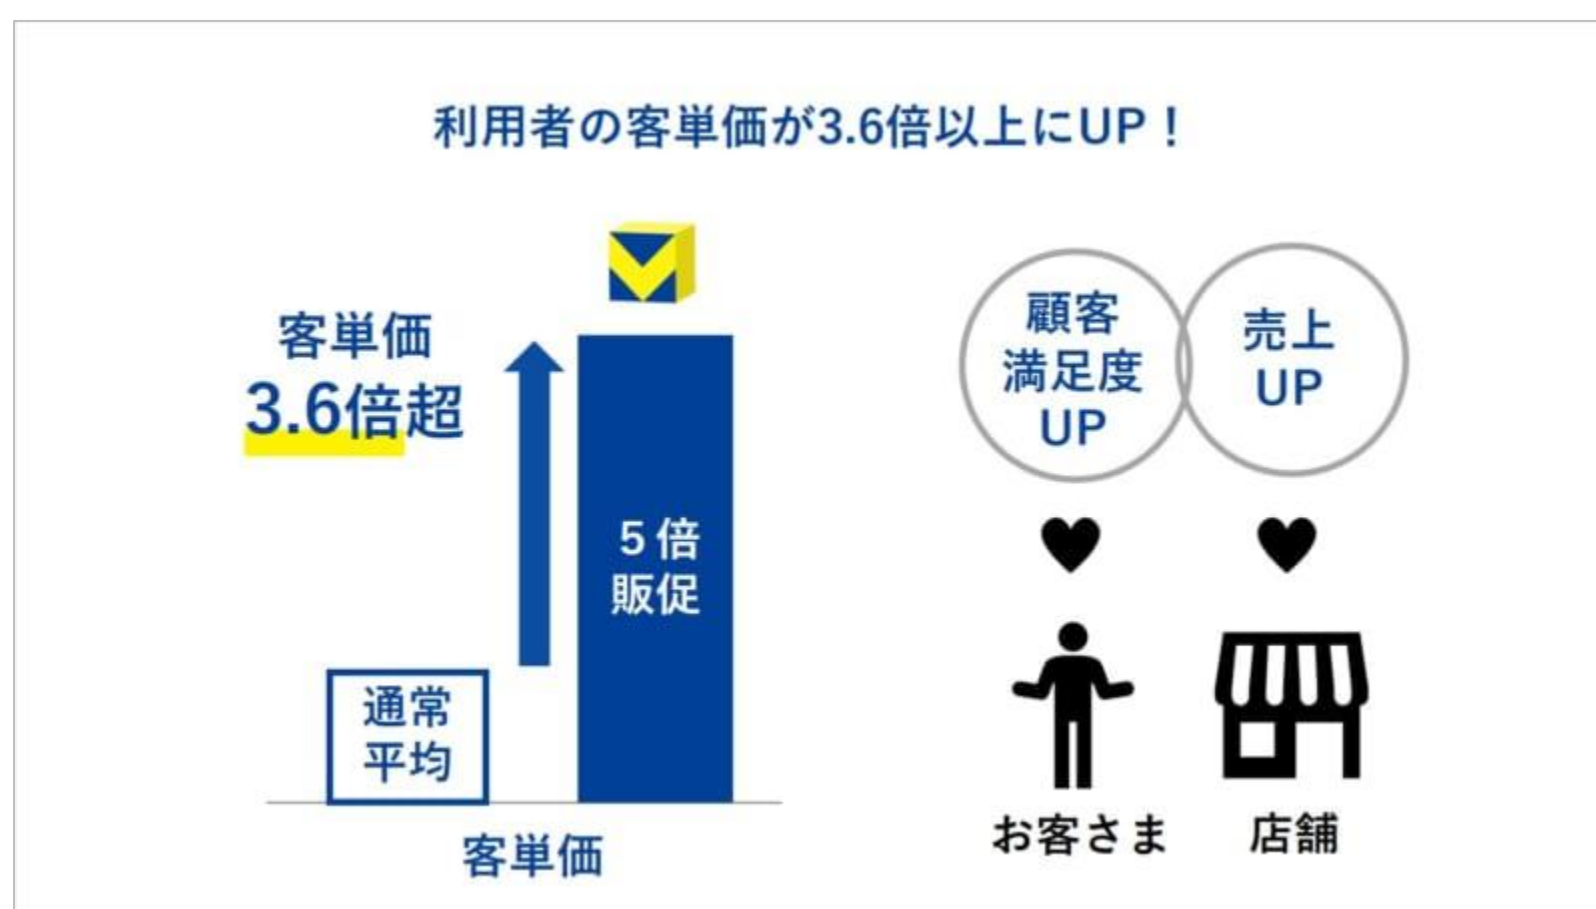 利用者の客単価が3.6倍以上にUP！
客単価
3.6倍超
5倍
販促
通常
平均
客単価
顧客
満足度
UP
売上
UP
お客さま
店舗